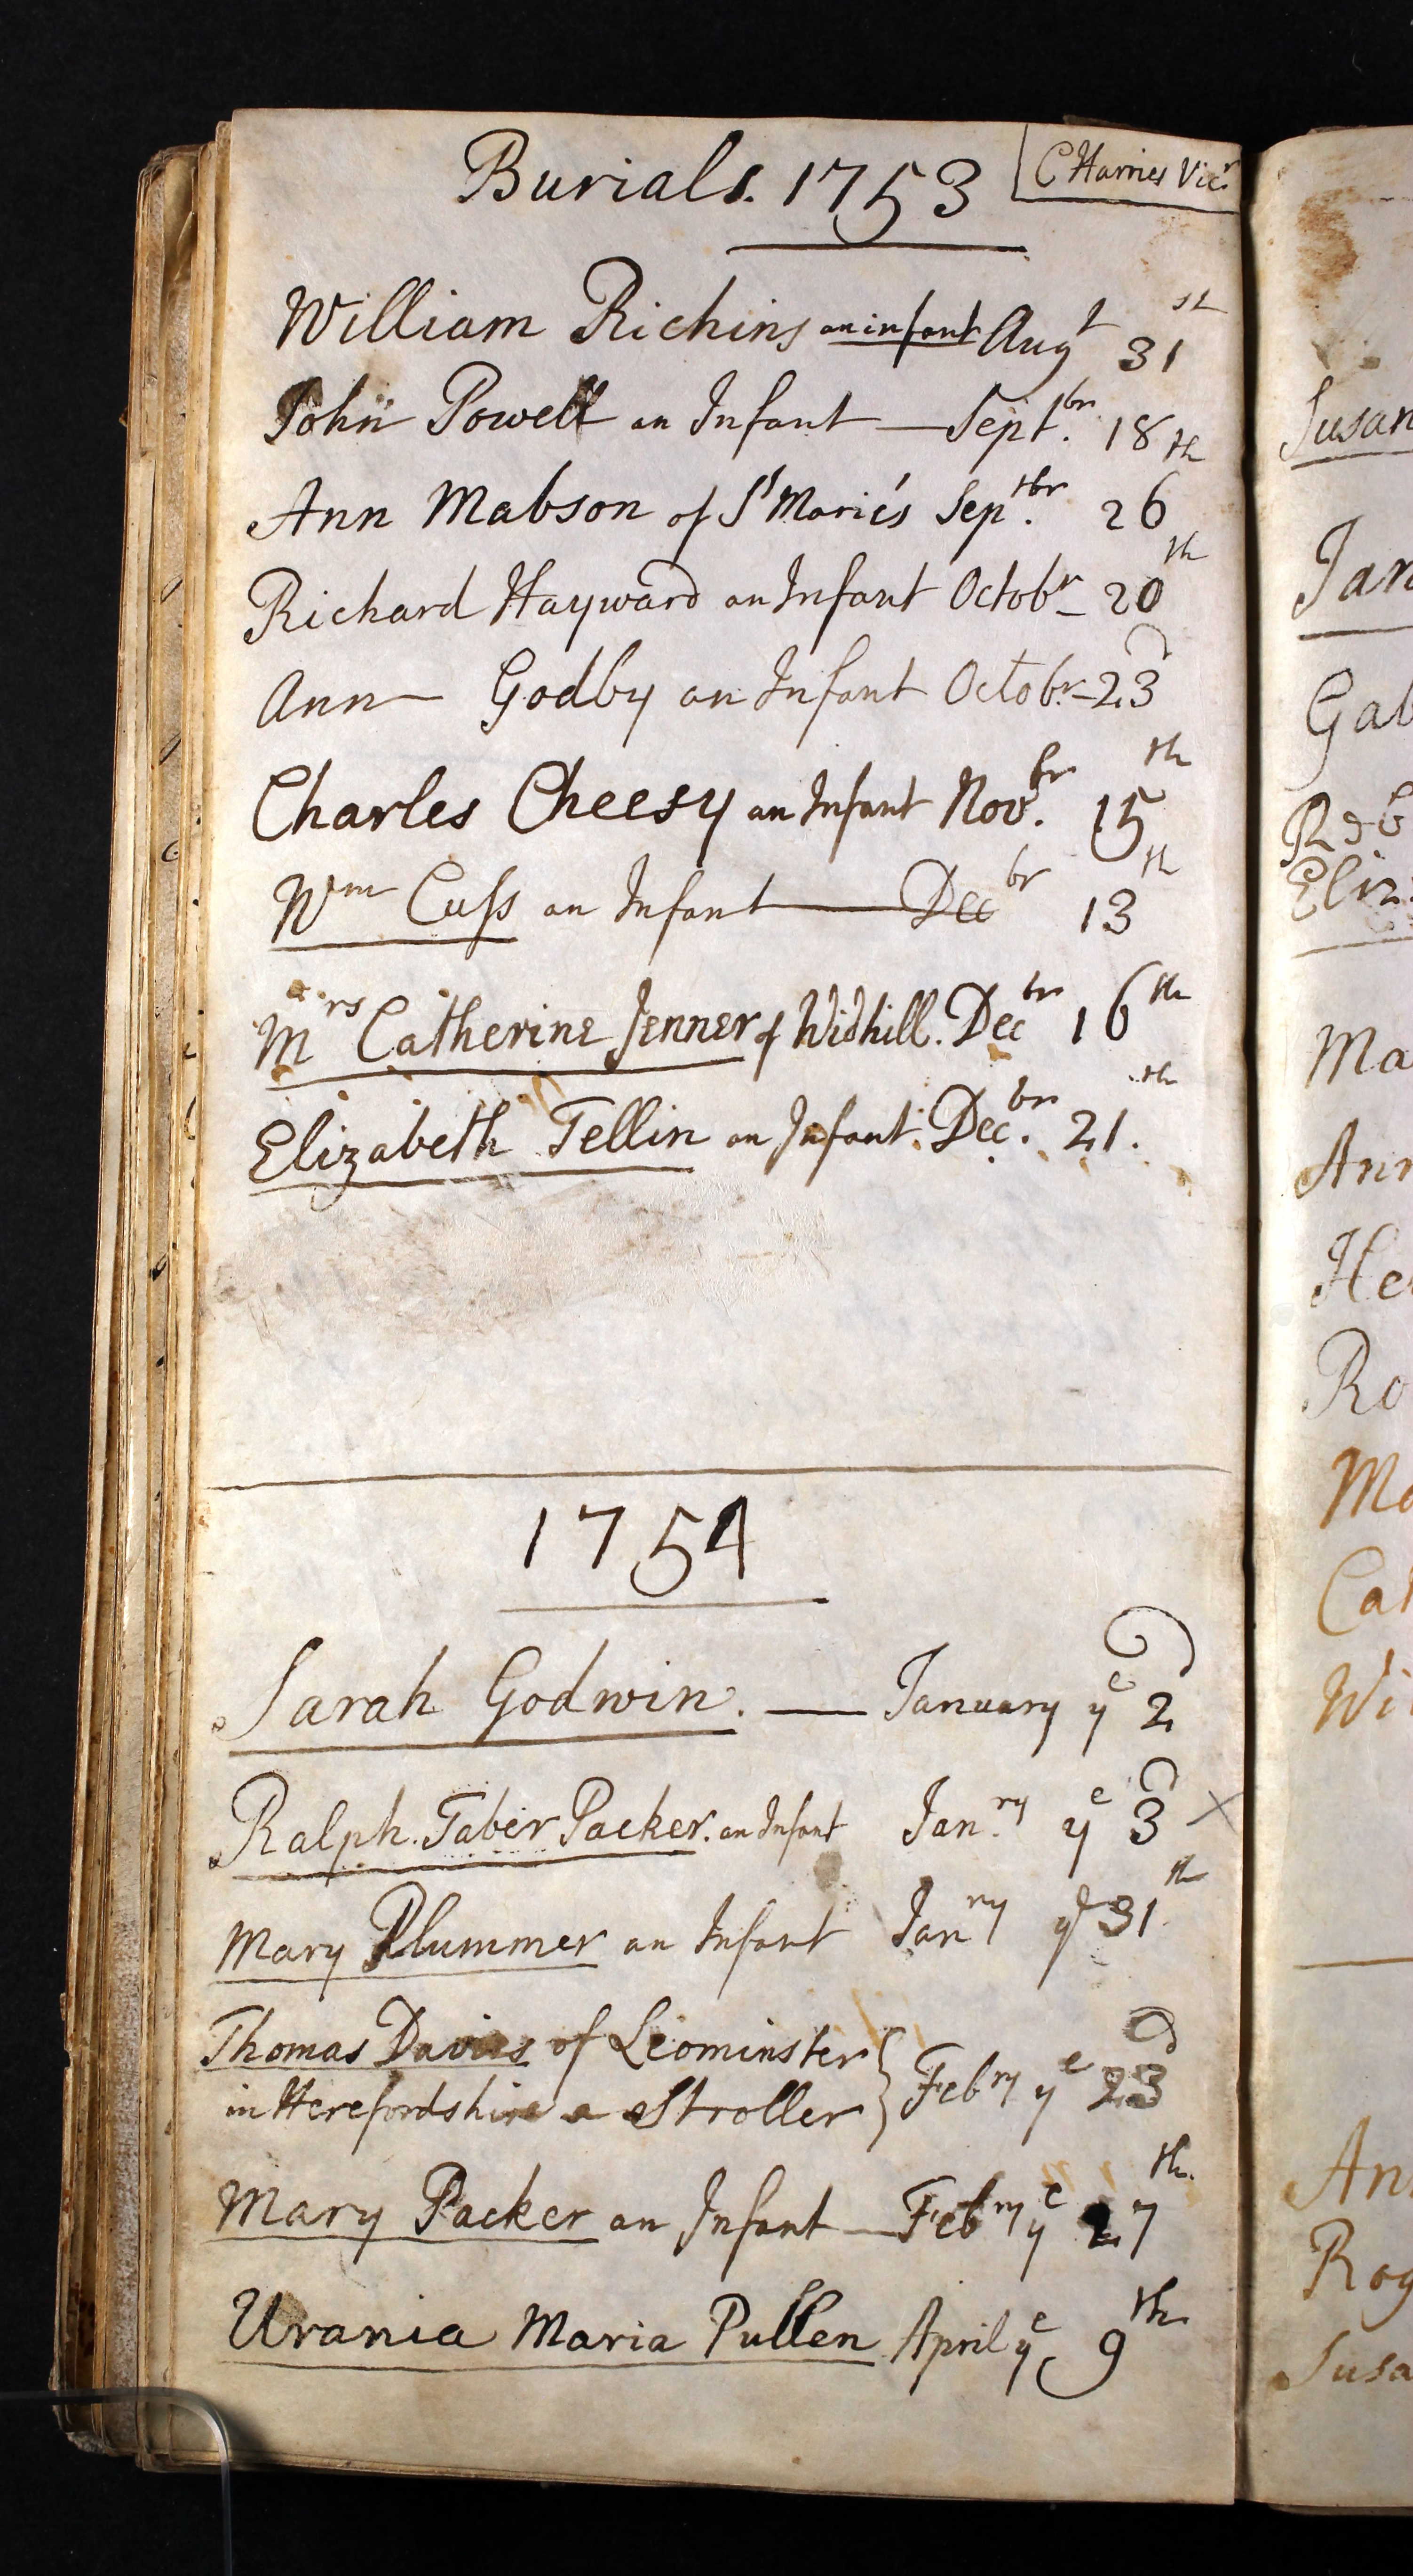 Burials. 1753 C Harries Vicr
William Richins an infant Augt 31st
John Powell an Infant — Septbr. 18th
Ann Mabson of St Marie's Septbr. 26
Richard Hayward an Infant Octobr – 20th
Ann — Godby an Infant Octobr. – 23d
Charles Cheesy an Infant Novbr. 15th
Wm Cuss an Infant — Decbr 13th
Mrs Catherine Jenner of Widhill. Decbr 16th
Elizabeth Tellin an Infant. Decbr. 21.th
1754
Sarah Godwin. — January ye 2d
Ralph. Taber Packer. an Infant Jan.ry ye 3d ×
Mary Plummer an Infant Janry ye 31th
Thomas Davies of Leominster
in Herefordshire a Stroller } Febry ye 23d
Mary Packer an Infant — Febry ye 27th.
Urania Maria Pullen April ye 9th
Susan
Jan
Gab
Reb
Eliz
Ma
Ann
He
Ro
Ma
Cat
Wi
Ann
Rog
Susa